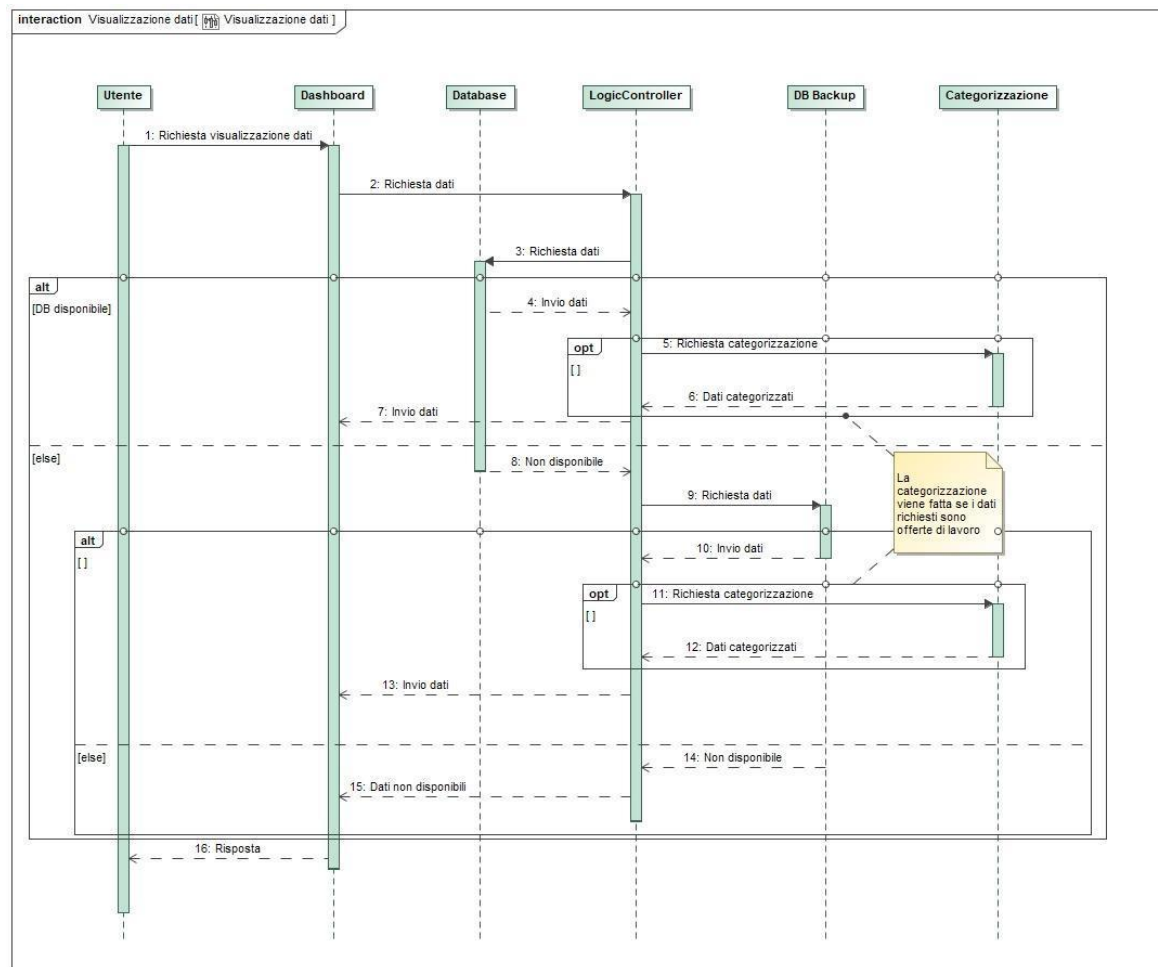 interaction Visualizzazione dati[ Visualizzazione dati ]
Utente
Dashboard
Database
LogicController
DB Backup
Categorizzazione
1: Richiesta visualizzazione dati
2: Richiesta dati
3: Richiesta dati
alt
[DB disponibile]
4: Invio dati
opt
5: Richiesta categorizzazione
[ ]
6: Dati categorizzati
7: Invio dati
[else]
8: Non disponibile
La
categorizzazione
viene fatta se i dati
richiesti sono
offerte di lavoro
9: Richiesta dati
alt
[ ]
10: Invio dati
opt
11: Richiesta categorizzazione
[ ]
12: Dati categorizzati
13: Invio dati
[else]
14: Non disponibile
15: Dati non disponibili
16: Risposta